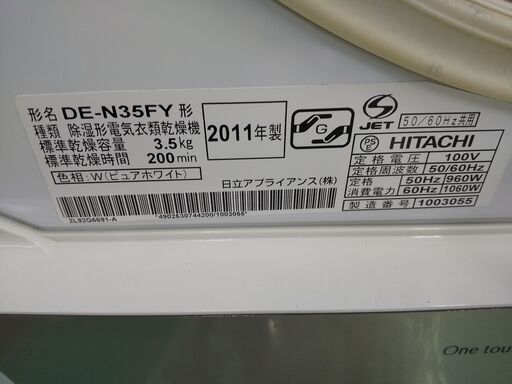 形名 DE-N35FY 形
種類 除湿形電気衣類乾燥機
標準乾燥容量 3.5kg
標準乾燥時間 200min
色相:W(ピュアホワイト)
2011年製
G
S
JET
50/60Hz共用
PS
E
HITACHI
定格電圧 100V
定格周波数 50/60Hz
定格 50Hz 960W
消費電力 60Hz 1060W
製造番号 1003055
日立アプライアンス(株)
*4902530744200/1003055*
2L92G6691-A
One tou